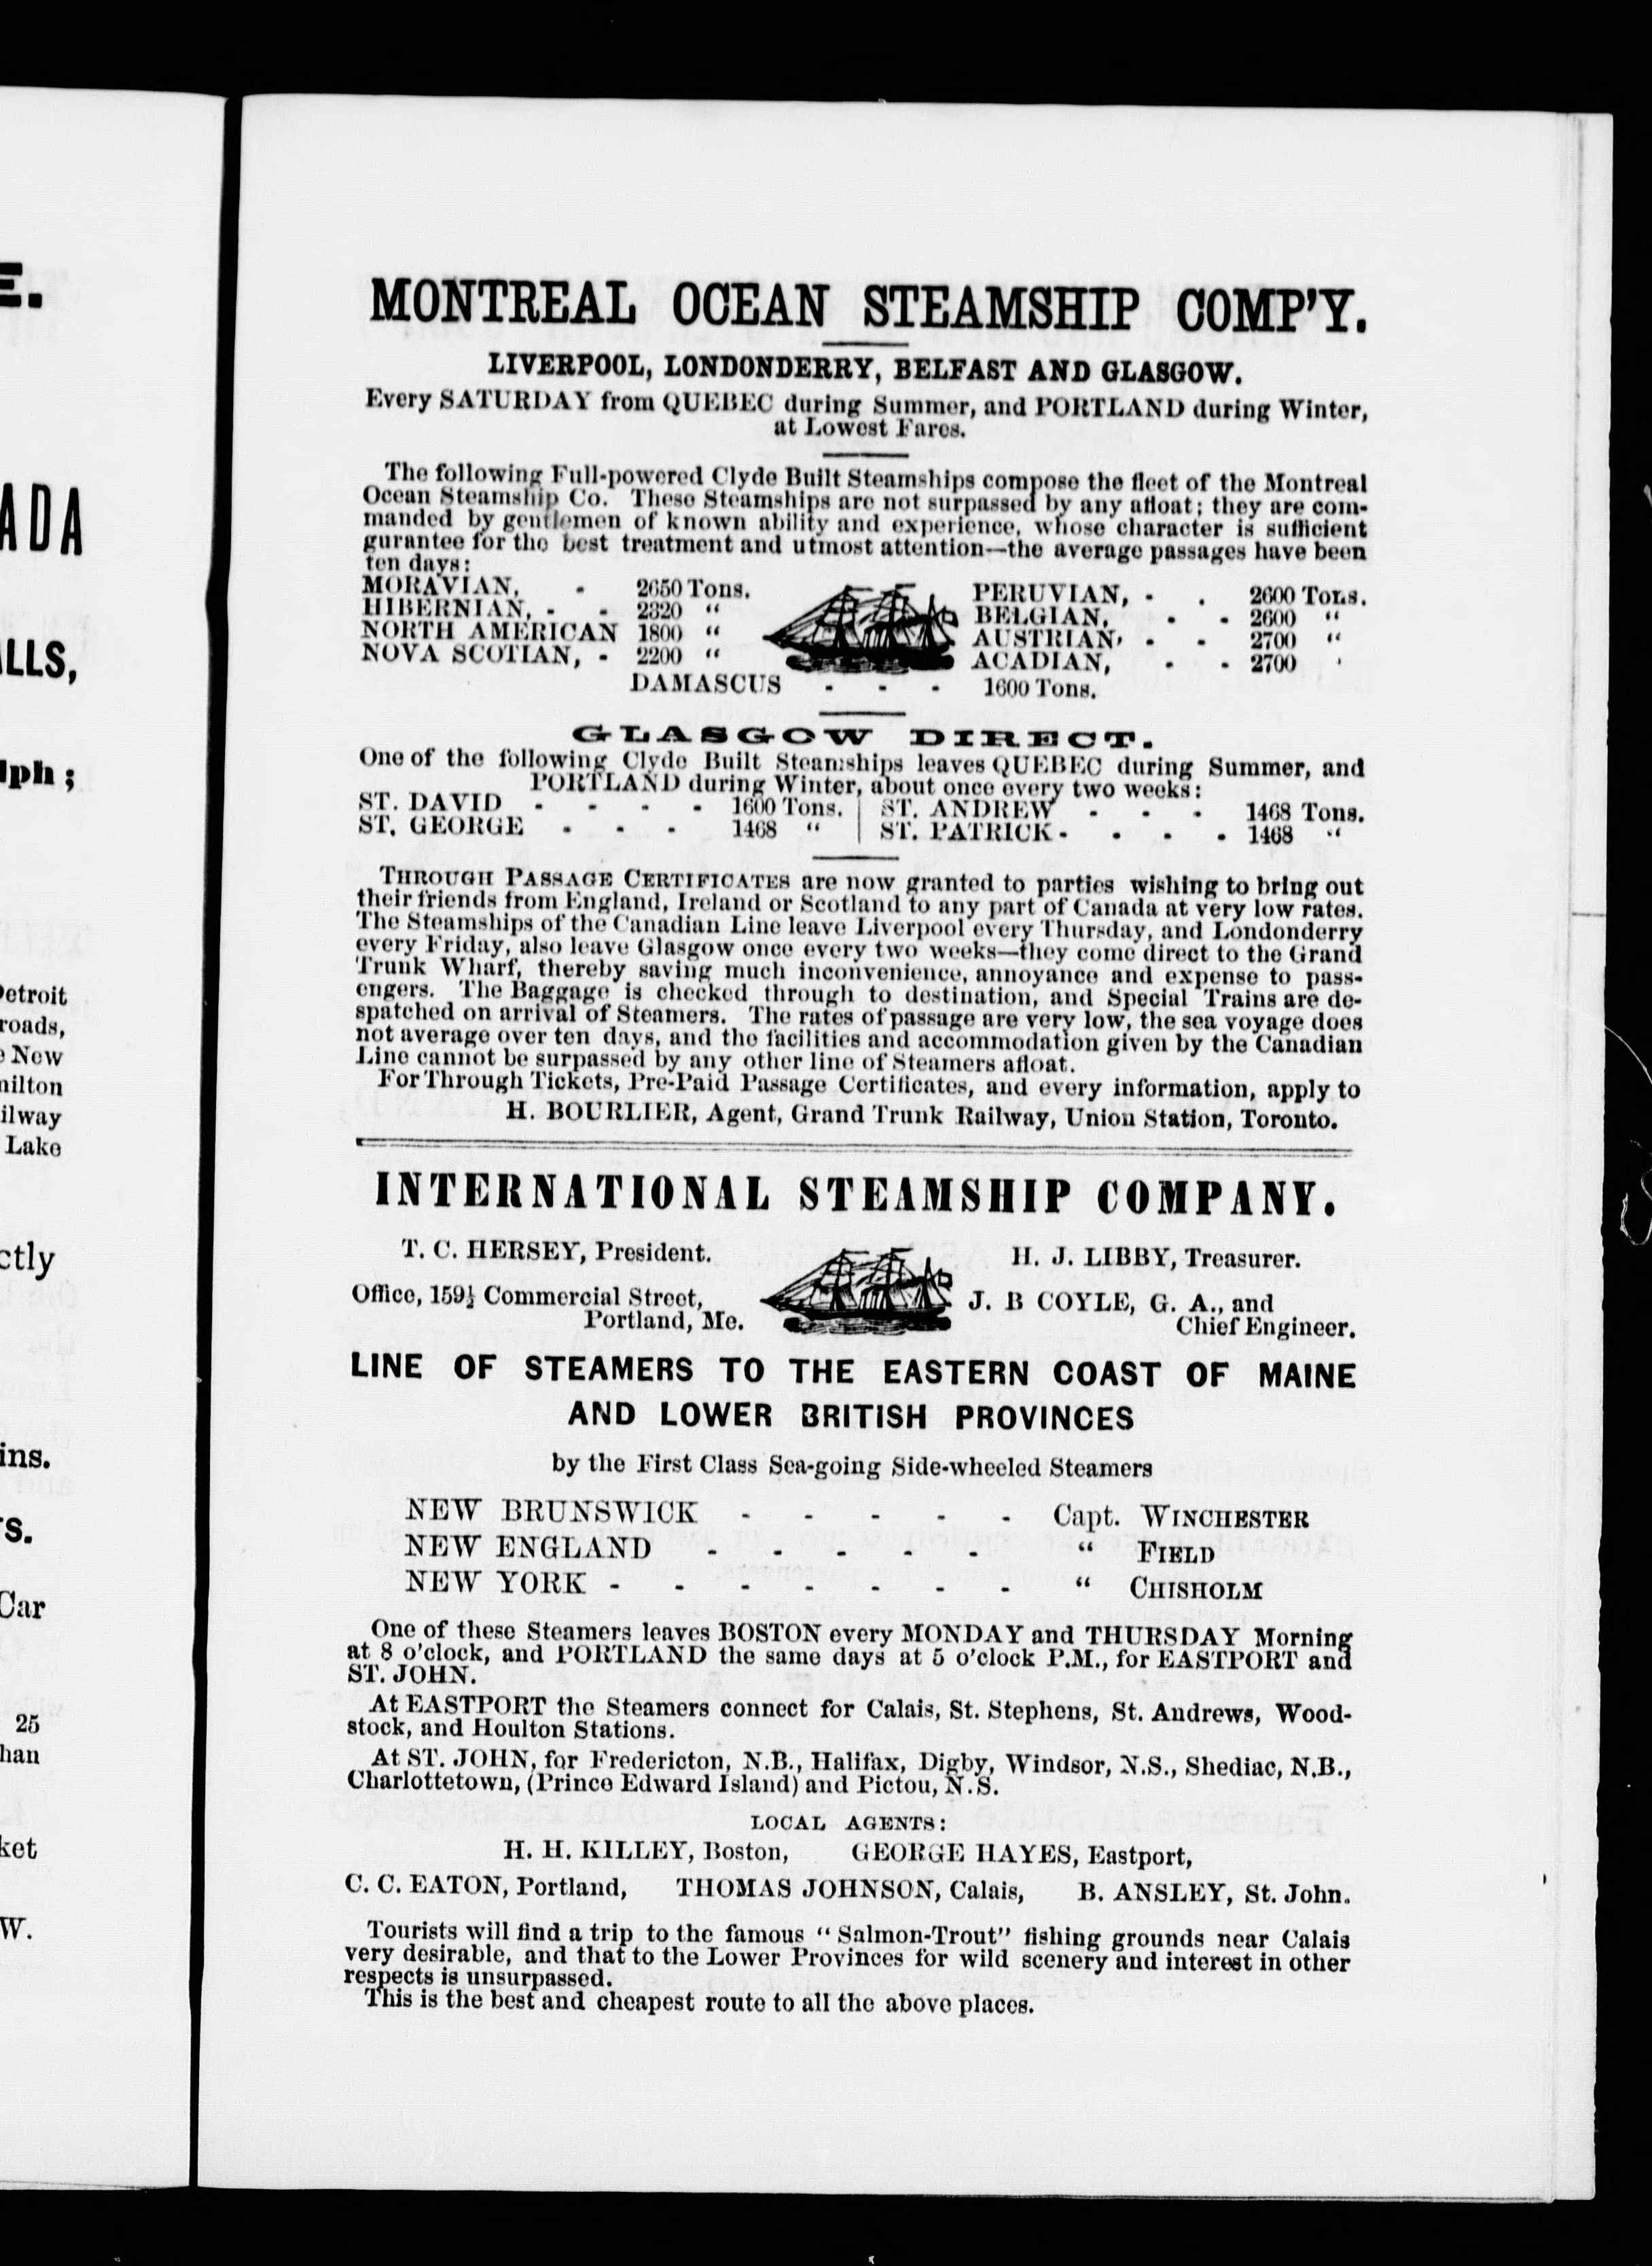 E.
ADA
ALLS,
lph ;
Detroit
roads,
e New
milton
ilway
Lake
ctly
ins.
rs.
Car
25
han
ket
W.
MONTREAL OCEAN STEAMSHIP COMP'Y.
LIVERPOOL, LONDONDERRY, BELFAST AND GLASGOW.
Every SATURDAY from QUEBEC during Summer, and PORTLAND during Winter,
at Lowest Fares.
The following Full-powered Clyde Built Steamships compose the fleet of the Montreal
Ocean Steamship Co. These Steamships are not surpassed by any afloat; they are com-
manded by gentlemen of known ability and experience, whose character is sufficient
gurantee for the best treatment and utmost attention—the average passages have been
ten days:
MORAVIAN, - 2650 Tons. PERUVIAN, - . 2600 Tons.
HIBERNIAN, - - 2320 " BELGIAN, - - 2600 "
NORTH AMERICAN 1800 " AUSTRIAN, - - 2700 "
NOVA SCOTIAN, - 2200 " ACADIAN, - - 2700 '
DAMASCUS - - - 1600 Tons.
GLASGOW DIRECT.
One of the following Clyde Built Steamships leaves QUEBEC during Summer, and
PORTLAND during Winter, about once every two weeks:
ST. DAVID - - - - 1600 Tons. | ST. ANDREW - - - 1468 Tons.
ST. GEORGE - - - 1468 " | ST. PATRICK - - - - 1468 "
THROUGH PASSAGE CERTIFICATES are now granted to parties wishing to bring out
their friends from England, Ireland or Scotland to any part of Canada at very low rates.
The Steamships of the Canadian Line leave Liverpool every Thursday, and Londonderry
every Friday, also leave Glasgow once every two weeks—they come direct to the Grand
Trunk Wharf, thereby saving much inconvenience, annoyance and expense to pass-
engers. The Baggage is checked through to destination, and Special Trains are de-
spatched on arrival of Steamers. The rates of passage are very low, the sea voyage does
not average over ten days, and the facilities and accommodation given by the Canadian
Line cannot be surpassed by any other line of Steamers afloat.
For Through Tickets, Pre-Paid Passage Certificates, and every information, apply to
H. BOURLIER, Agent, Grand Trunk Railway, Union Station, Toronto.
INTERNATIONAL STEAMSHIP COMPANY.
T. C. HERSEY, President. H. J. LIBBY, Treasurer.
Office, 159½ Commercial Street, J. B COYLE, G. A., and
Portland, Me. Chief Engineer.
LINE OF STEAMERS TO THE EASTERN COAST OF MAINE
AND LOWER BRITISH PROVINCES
by the First Class Sea-going Side-wheeled Steamers
NEW BRUNSWICK - - - - - Capt. WINCHESTER
NEW ENGLAND - - - - - " FIELD
NEW YORK - - - - - - - " CHISHOLM
One of these Steamers leaves BOSTON every MONDAY and THURSDAY Morning
at 8 o'clock, and PORTLAND the same days at 5 o'clock P.M., for EASTPORT and
ST. JOHN.
At EASTPORT the Steamers connect for Calais, St. Stephens, St. Andrews, Wood-
stock, and Houlton Stations.
At ST. JOHN, for Fredericton, N.B., Halifax, Digby, Windsor, N.S., Shediac, N.B.,
Charlottetown, (Prince Edward Island) and Pictou, N.S.
LOCAL AGENTS:
H. H. KILLEY, Boston, GEORGE HAYES, Eastport,
C. C. EATON, Portland, THOMAS JOHNSON, Calais, B. ANSLEY, St. John.
Tourists will find a trip to the famous "Salmon-Trout" fishing grounds near Calais
very desirable, and that to the Lower Provinces for wild scenery and interest in other
respects is unsurpassed.
This is the best and cheapest route to all the above places.